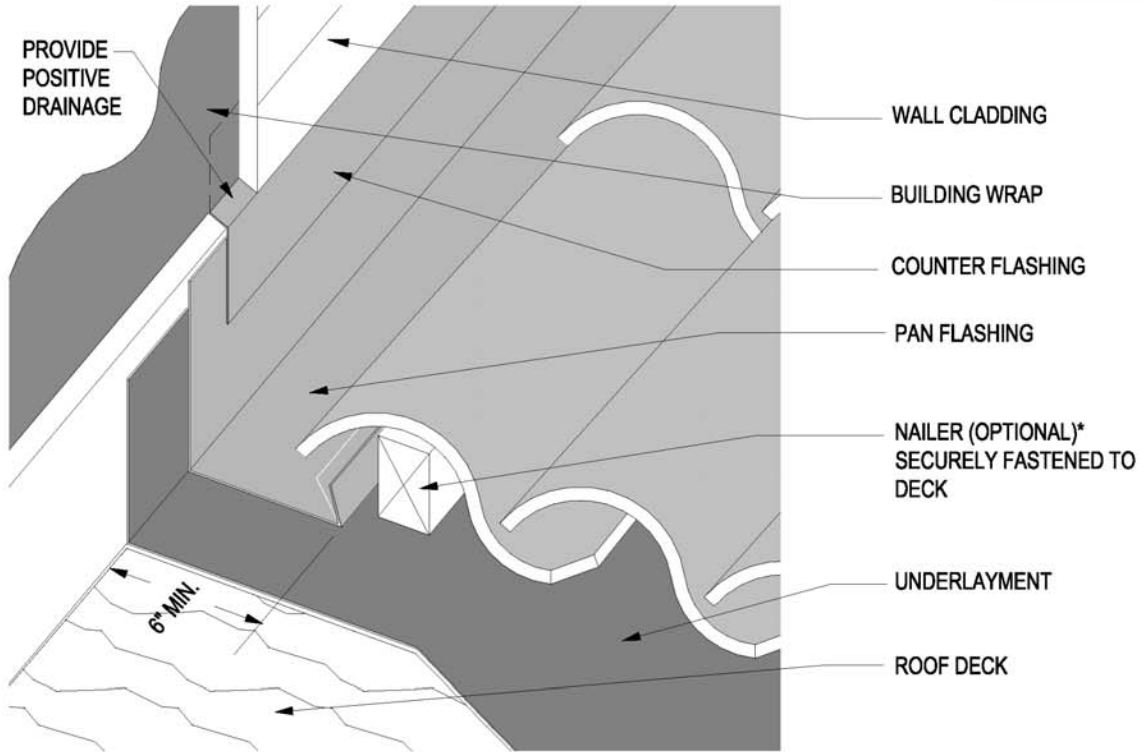 PROVIDE
POSITIVE
DRAINAGE
WALL CLADDING
BUILDING WRAP
COUNTER FLASHING
PAN FLASHING
NAILER (OPTIONAL)*
SECURELY FASTENED TO
DECK
UNDERLAYMENT
6" MIN.
ROOF DECK